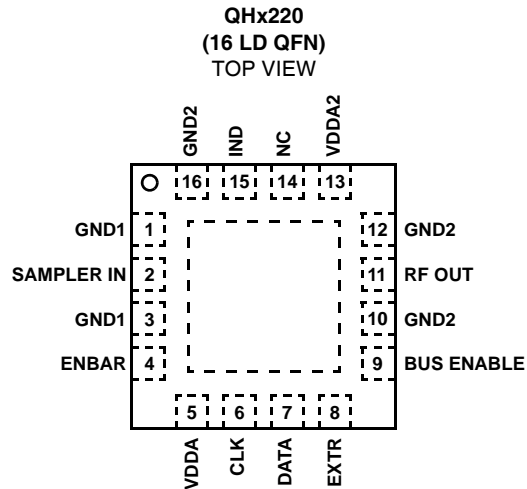 QHx220
(16 LD QFN)
TOP VIEW
GND2
IND
NC
VDDA2
16
15
14
13
GND1 1
12 GND2
SAMPLER IN 2
11 RF OUT
GND1 3
10 GND2
ENBAR 4
9 BUS ENABLE
5
6
7
8
VDDA
CLK
DATA
EXTR